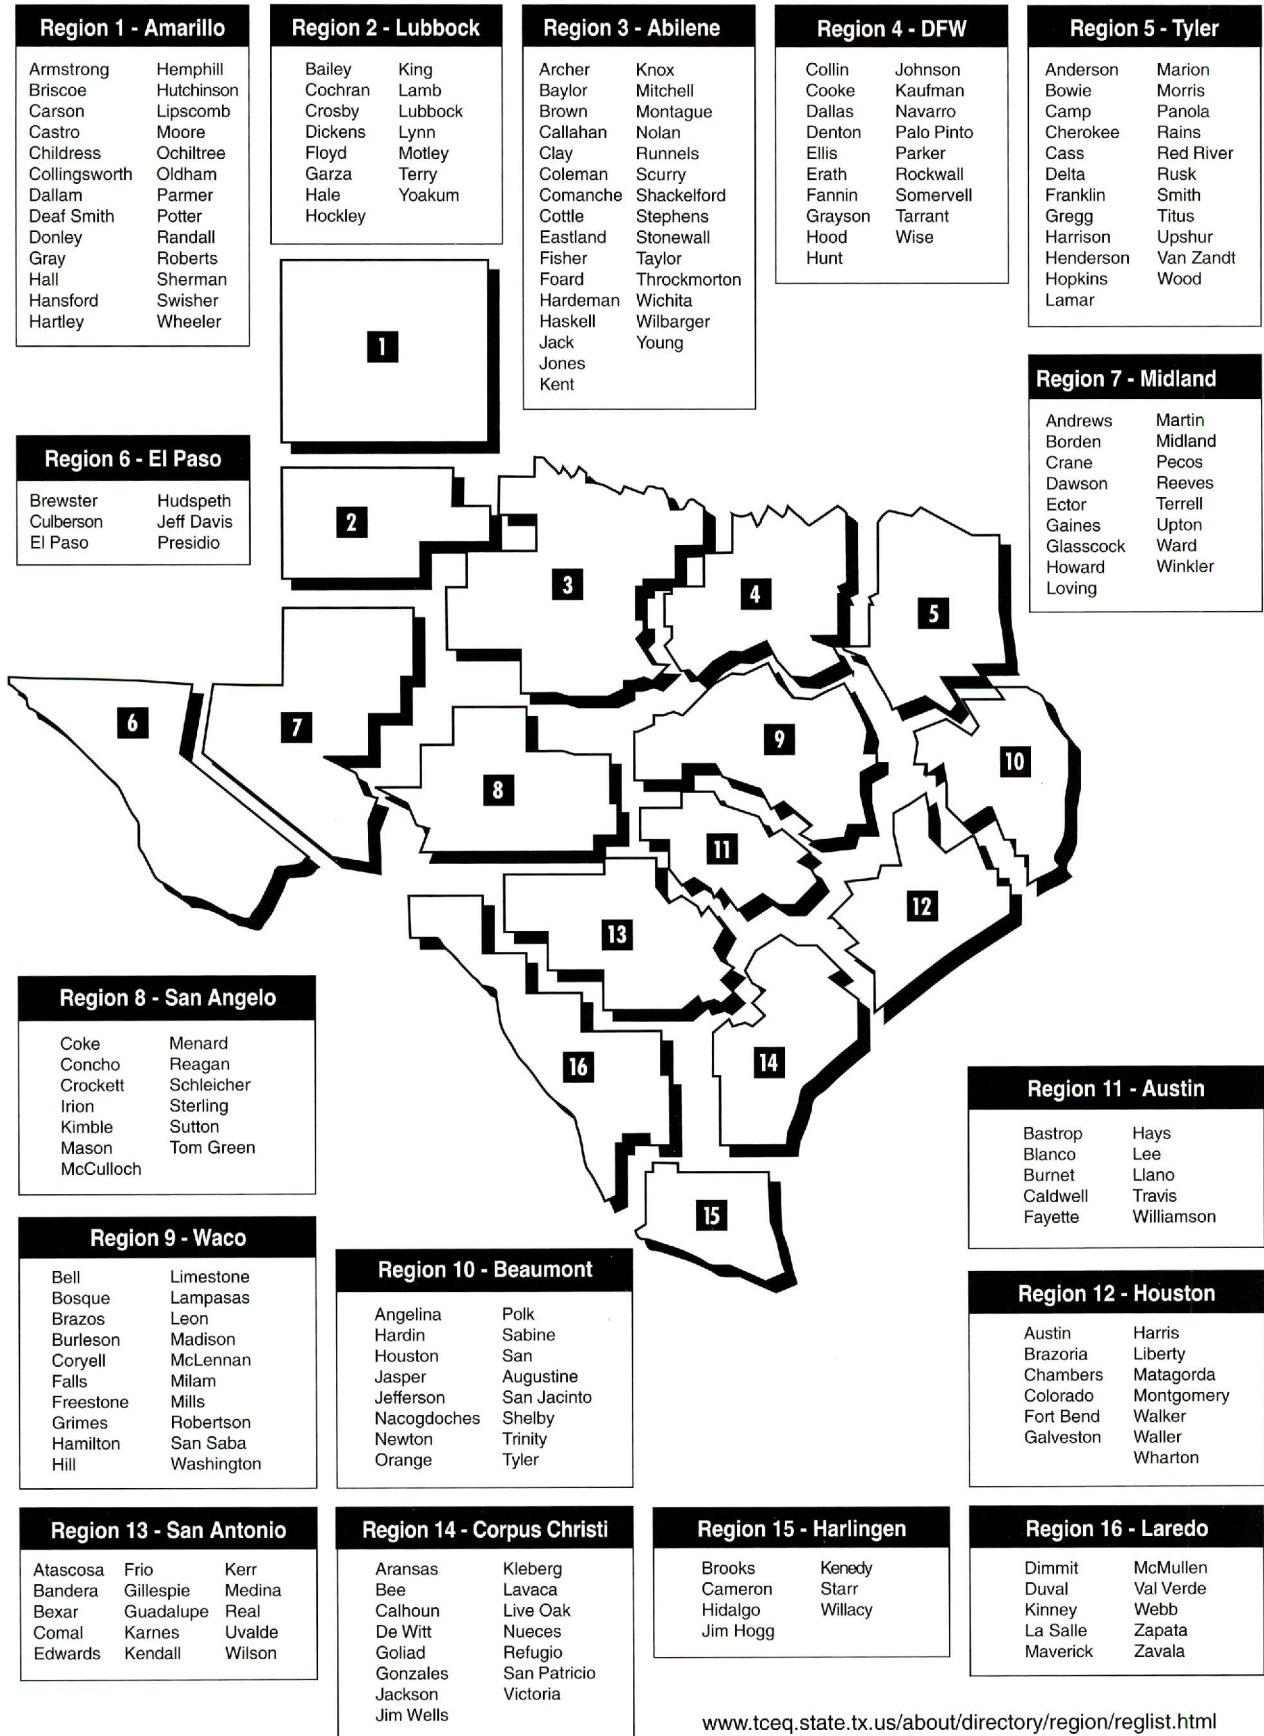 Region 1 - Amarillo
Armstrong Hemphill
Briscoe Hutchinson
Carson Lipscomb
Castro Moore
Childress Ochiltree
Collingsworth Oldham
Dallam Parmer
Deaf Smith Potter
Donley Randall
Gray Roberts
Hall Sherman
Hansford Swisher
Hartley Wheeler
Region 2 - Lubbock
Bailey King
Cochran Lamb
Crosby Lubbock
Dickens Lynn
Floyd Motley
Garza Terry
Hale Yoakum
Hockley
Region 3 - Abilene
Archer Knox
Baylor Mitchell
Brown Montague
Callahan Nolan
Clay Runnels
Coleman Scurry
Comanche Shackelford
Cottle Stephens
Eastland Stonewall
Fisher Taylor
Foard Throckmorton
Hardeman Wichita
Haskell Wilbarger
Jack Young
Jones
Kent
Region 4 - DFW
Collin Johnson
Cooke Kaufman
Dallas Navarro
Denton Palo Pinto
Ellis Parker
Erath Rockwall
Fannin Somervell
Grayson Tarrant
Hood Wise
Hunt
Region 5 - Tyler
Anderson Marion
Bowie Morris
Camp Panola
Cherokee Rains
Cass Red River
Delta Rusk
Franklin Smith
Gregg Titus
Harrison Upshur
Henderson Van Zandt
Hopkins Wood
Lamar
Region 6 - El Paso
Brewster Hudspeth
Culberson Jeff Davis
El Paso Presidio
Region 7 - Midland
Andrews Martin
Borden Midland
Crane Pecos
Dawson Reeves
Ector Terrell
Gaines Upton
Glasscock Ward
Howard Winkler
Loving
1
2
3
4
5
6
7
8
9
10
11
12
13
14
15
16
Region 8 - San Angelo
Coke Menard
Concho Reagan
Crockett Schleicher
Irion Sterling
Kimble Sutton
Mason Tom Green
McCulloch
Region 9 - Waco
Bell Limestone
Bosque Lampasas
Brazos Leon
Burleson Madison
Coryell McLennan
Falls Milam
Freestone Mills
Grimes Robertson
Hamilton San Saba
Hill Washington
Region 10 - Beaumont
Angelina Polk
Hardin Sabine
Houston San
Jasper Augustine
Jefferson San Jacinto
Nacogdoches Shelby
Newton Trinity
Orange Tyler
Region 11 - Austin
Bastrop Hays
Blanco Lee
Burnet Llano
Caldwell Travis
Fayette Williamson
Region 12 - Houston
Austin Harris
Brazoria Liberty
Chambers Matagorda
Colorado Montgomery
Fort Bend Walker
Galveston Waller
Wharton
Region 13 - San Antonio
Atascosa Frio Kerr
Bandera Gillespie Medina
Bexar Guadalupe Real
Comal Karnes Uvalde
Edwards Kendall Wilson
Region 14 - Corpus Christi
Aransas Kleberg
Bee Lavaca
Calhoun Live Oak
De Witt Nueces
Goliad Refugio
Gonzales San Patricio
Jackson Victoria
Jim Wells
Region 15 - Harlingen
Brooks Kenedy
Cameron Starr
Hidalgo Willacy
Jim Hogg
Region 16 - Laredo
Dimmit McMullen
Duval Val Verde
Kinney Webb
La Salle Zapata
Maverick Zavala
www.tceq.state.tx.us/about/directory/region/reglist.html